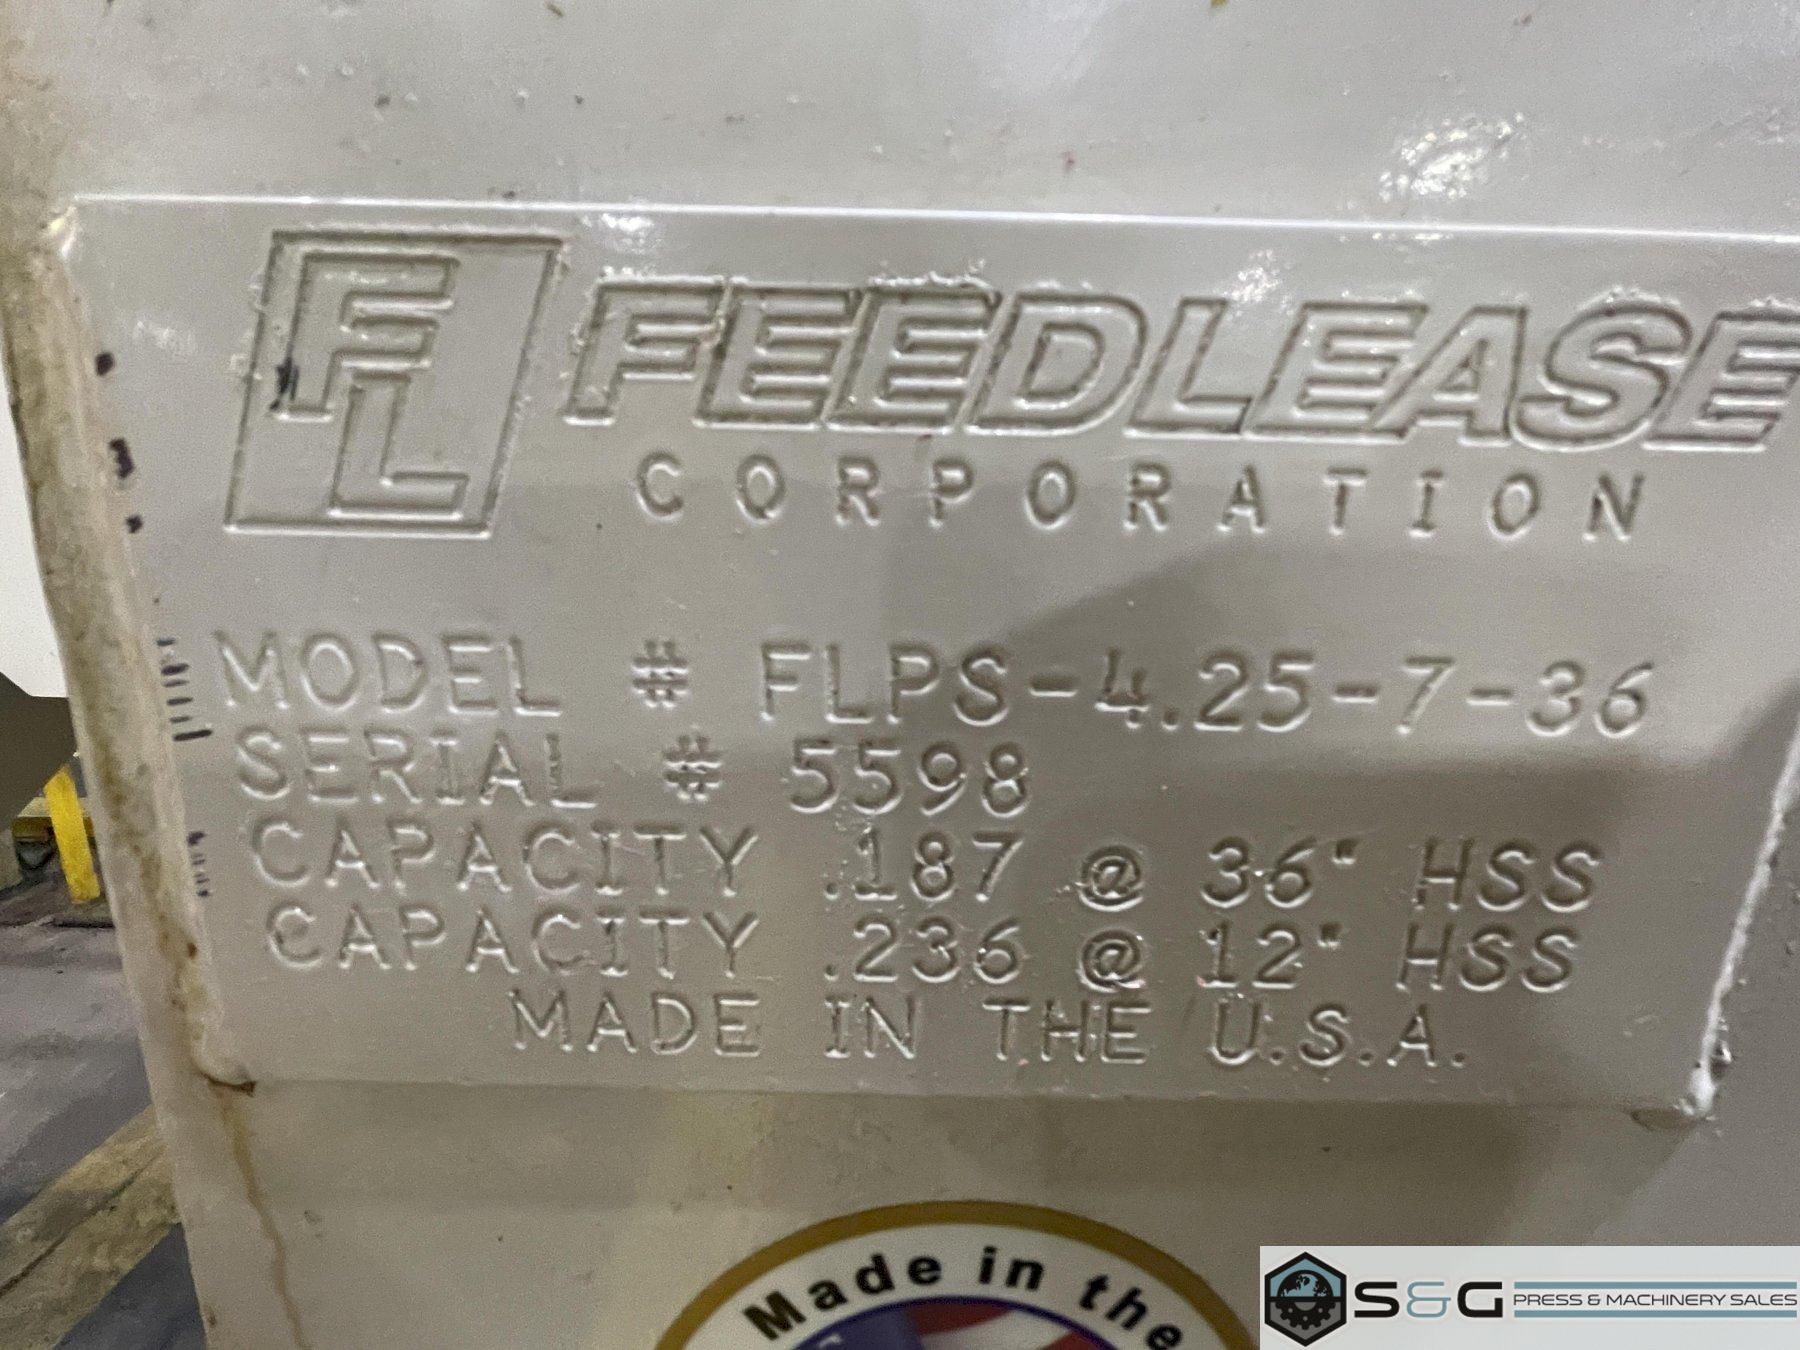 FL FEEDLEASE
CORPORATION
MODEL # FLPS-4.25-7-36
SERIAL # 5598
CAPACITY .187 @ 36" HSS
CAPACITY .236 @ 12" HSS
MADE IN THE U.S.A.
Made in the
S&G PRESS & MACHINERY SALES